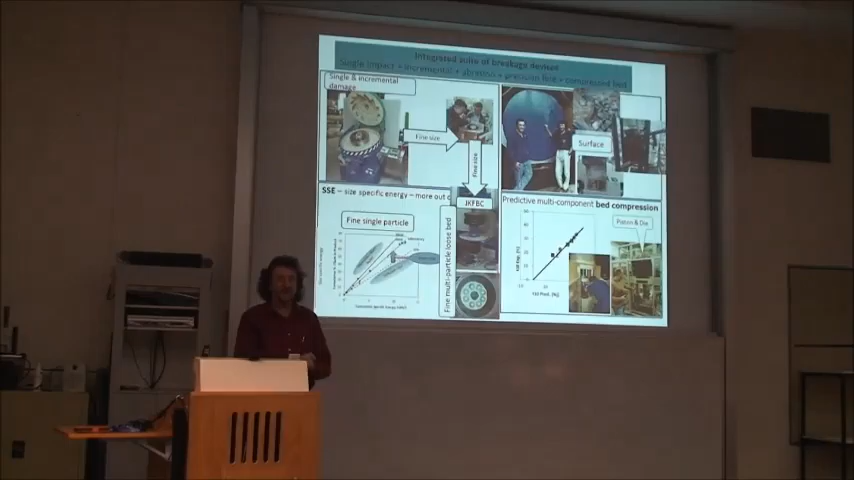 Integrated suite of breakage devices
Single impact • incremental • abrasion • precision fine • compressed bed
Single & incremental
damage
Fine size
Fine size
Surface
SSE – size specific energy – more out
JKFBC
Predictive multi-component bed compression
Fine single particle
Fine multi-particle loose bed
Piston & Die